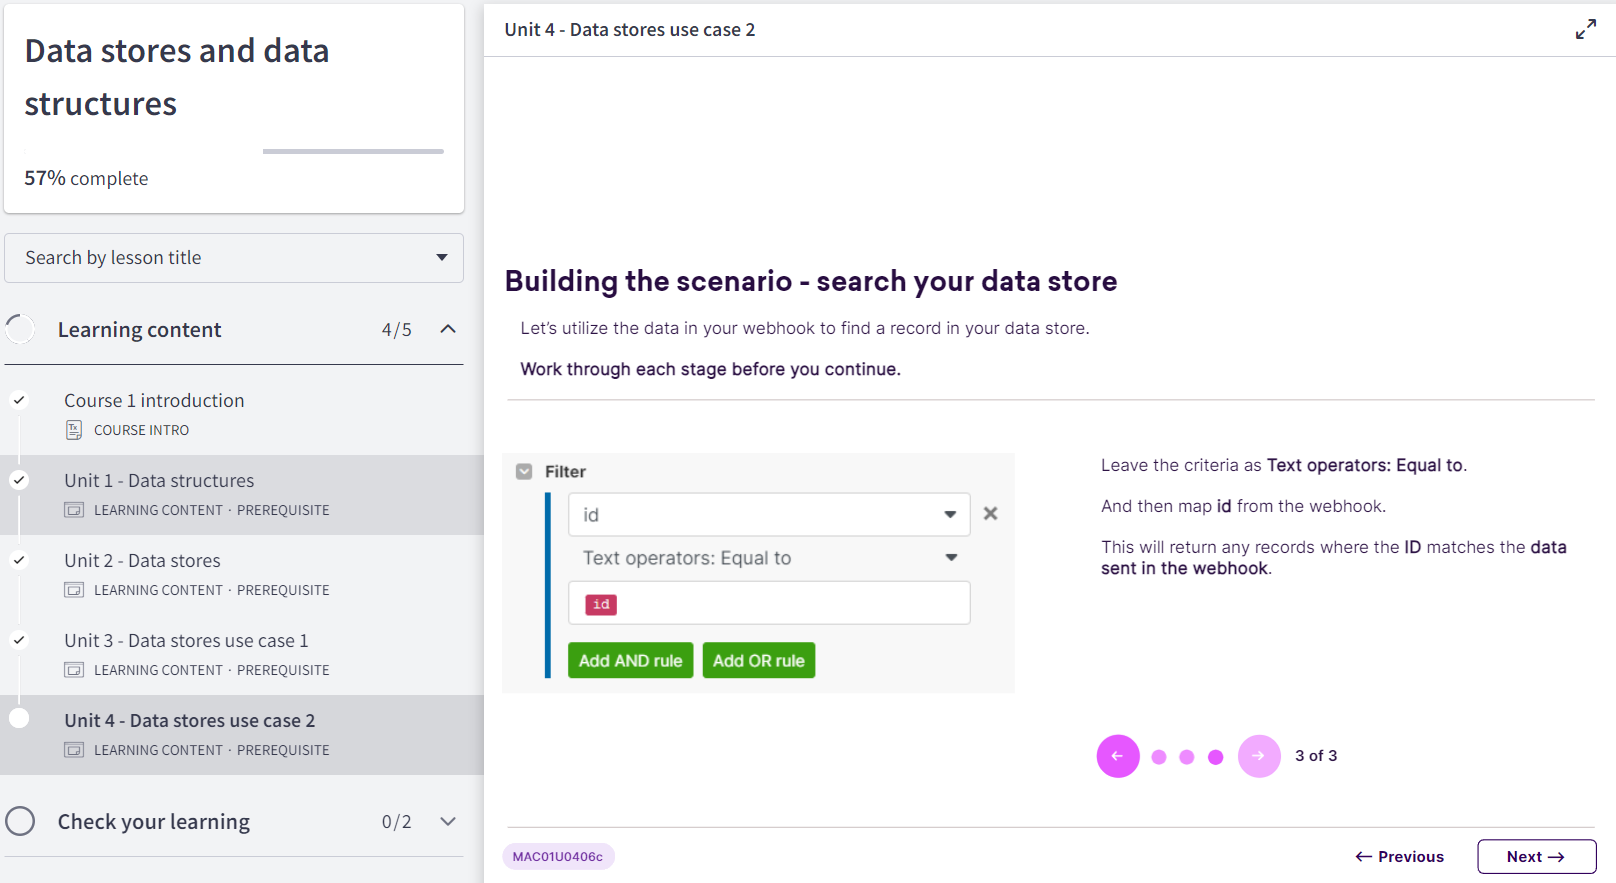 Data stores and data
structures
57% complete
Search by lesson title
Learning content 4/5
Course 1 introduction
COURSE INTRO
Unit 1 - Data structures
LEARNING CONTENT · PREREQUISITE
Unit 2 - Data stores
LEARNING CONTENT · PREREQUISITE
Unit 3 - Data stores use case 1
LEARNING CONTENT · PREREQUISITE
Unit 4 - Data stores use case 2
LEARNING CONTENT · PREREQUISITE
Check your learning 0/2
Unit 4 - Data stores use case 2
Building the scenario - search your data store
Let’s utilize the data in your webhook to find a record in your data store.
Work through each stage before you continue.
Filter
id
Text operators: Equal to
id
Add AND rule Add OR rule
Leave the criteria as Text operators: Equal to.
And then map id from the webhook.
This will return any records where the ID matches the data
sent in the webhook.
3 of 3
MAC01U0406c
← Previous Next →